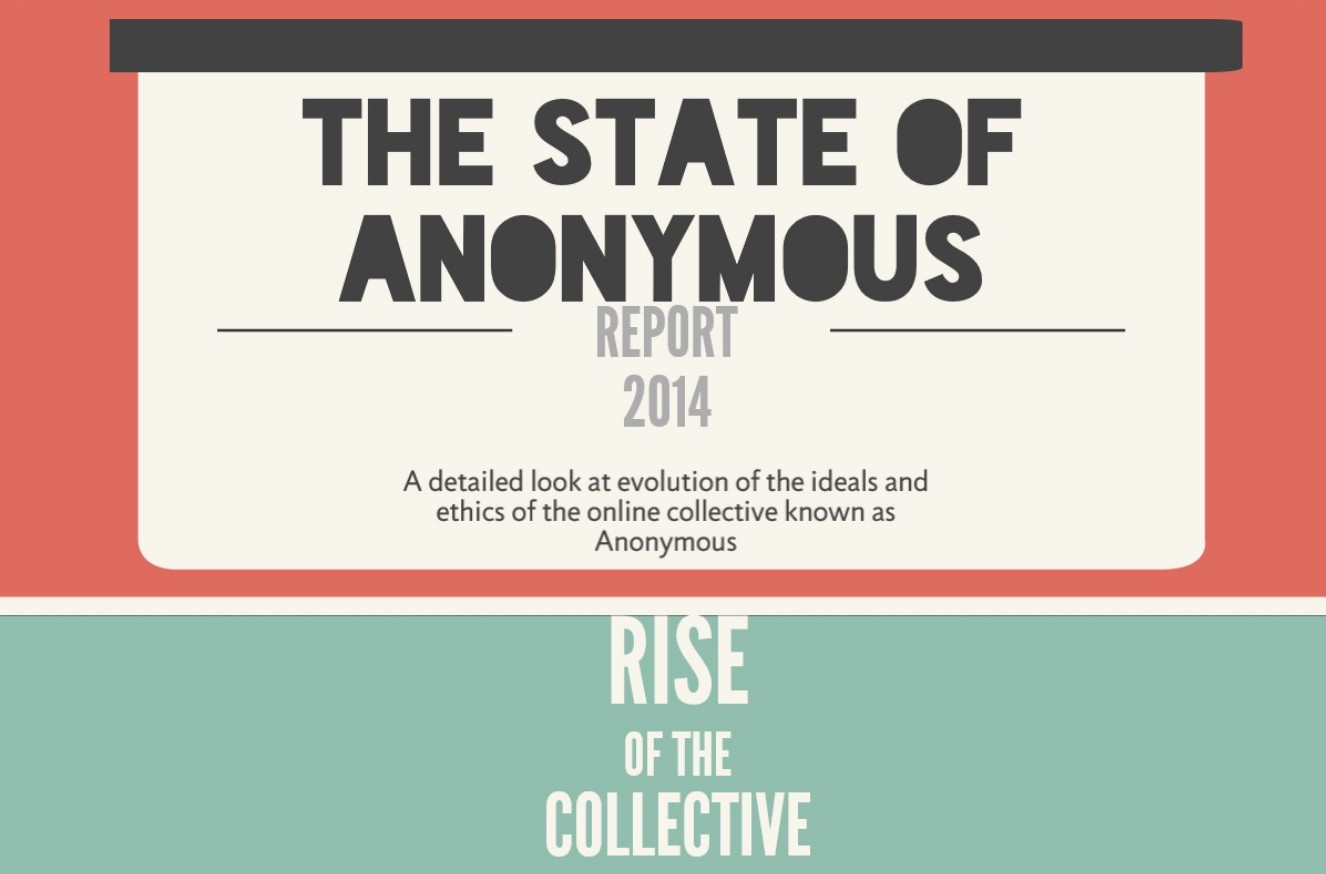 THE STATE OF
ANONYMOUS
REPORT
2014
A detailed look at evolution of the ideals and
ethics of the online collective known as
Anonymous
RISE
OF THE
COLLECTIVE